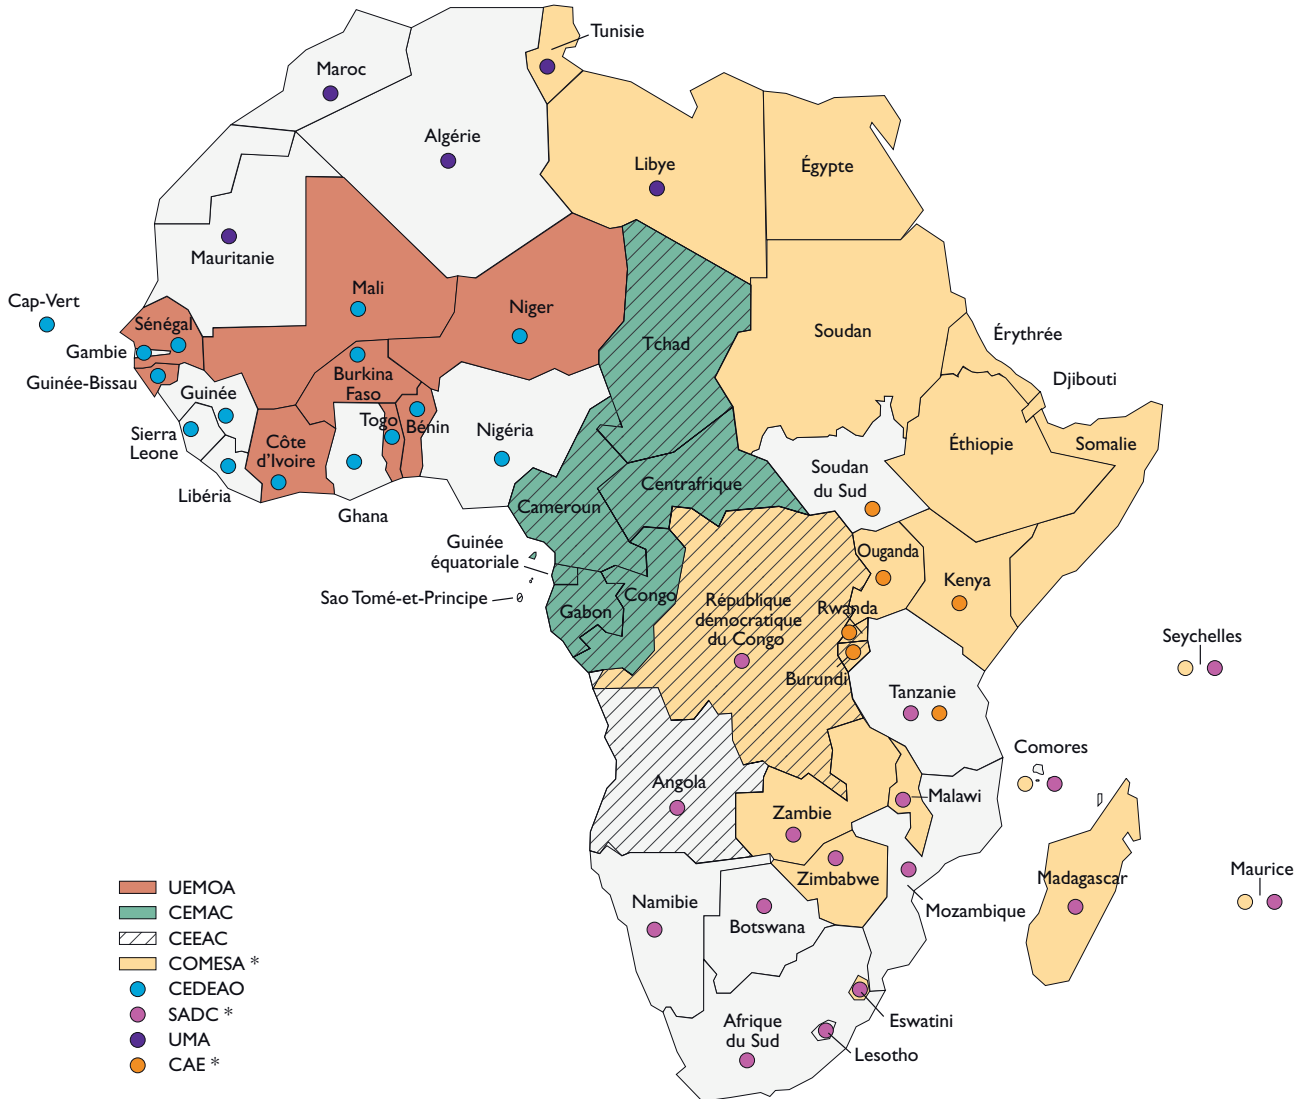 Tunisie
Maroc
Algérie
Libye
Égypte
Mauritanie
Cap-Vert
Mali
Niger
Sénégal
Tchad
Soudan
Érythrée
Gambie
Djibouti
Guinée-Bissau
Guinée
Burkina
Faso
Togo
Bénin
Nigéria
Sierra
Leone
Côte
d'Ivoire
Éthiopie
Somalie
Soudan
du Sud
Centrafrique
Libéria
Ghana
Cameroun
Guinée
équatoriale
Ouganda
Kenya
Sao Tomé-et-Principe
Gabon
Congo
République
démocratique
du Congo
Rwanda
Burundi
Seychelles
Tanzanie
Comores
Angola
Malawi
Zambie
Maurice
Zimbabwe
Madagascar
Namibie
Botswana
Mozambique
UEMOA
CEMAC
CEEAC
COMESA *
CEDEAO
SADC *
UMA
CAE *
Afrique
du Sud
Eswatini
Lesotho